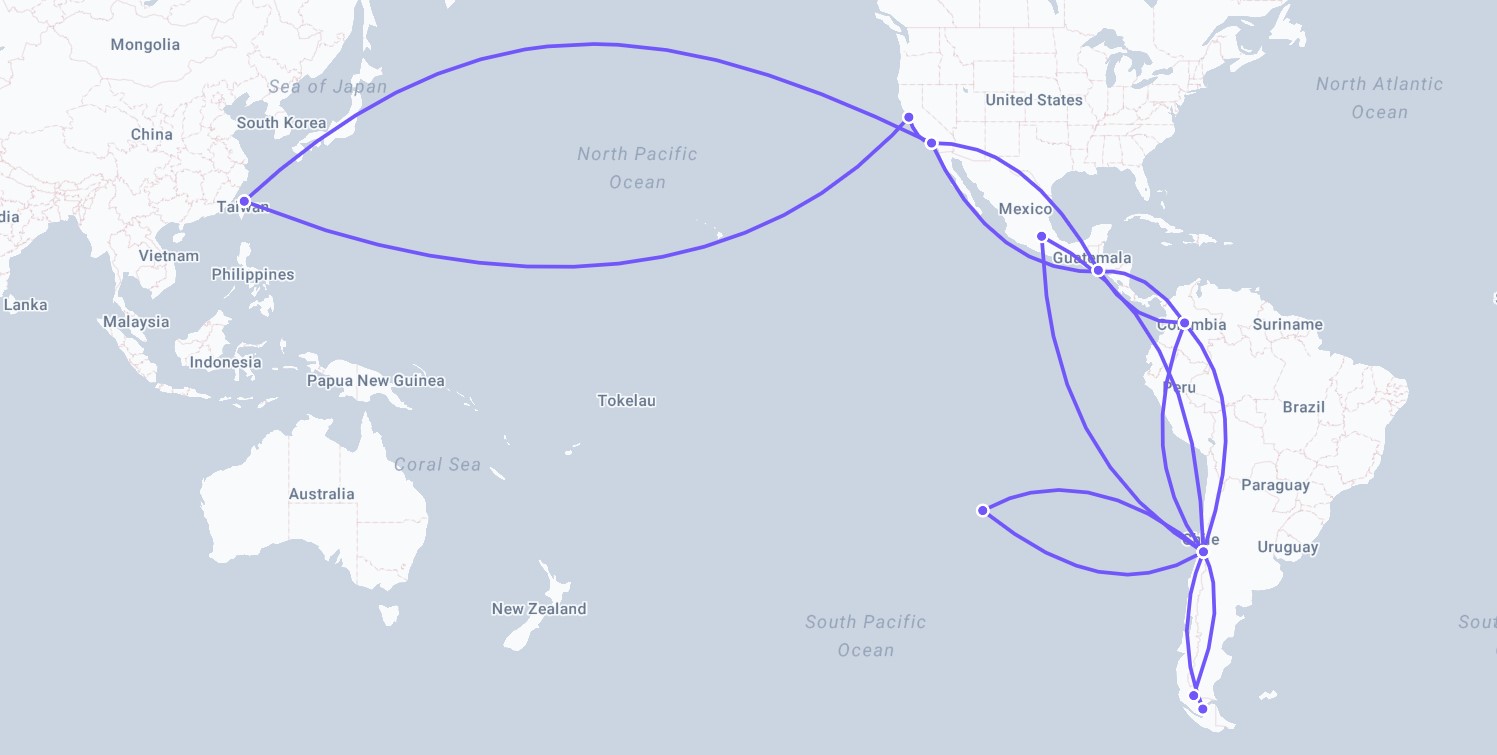 Mongolia
Sea of Japan
North Atlantic
Ocean
United States
South Korea
China
North Pacific
Ocean
Taiwan
Mexico
dia
Vietnam
Guatemala
Philippines
Lanka
Malaysia
Colombia
Suriname
Indonesia
Papua New Guinea
Peru
Tokelau
Brazil
Coral Sea
Paraguay
Australia
Chile
Uruguay
New Zealand
South Pacific
Ocean
Sout